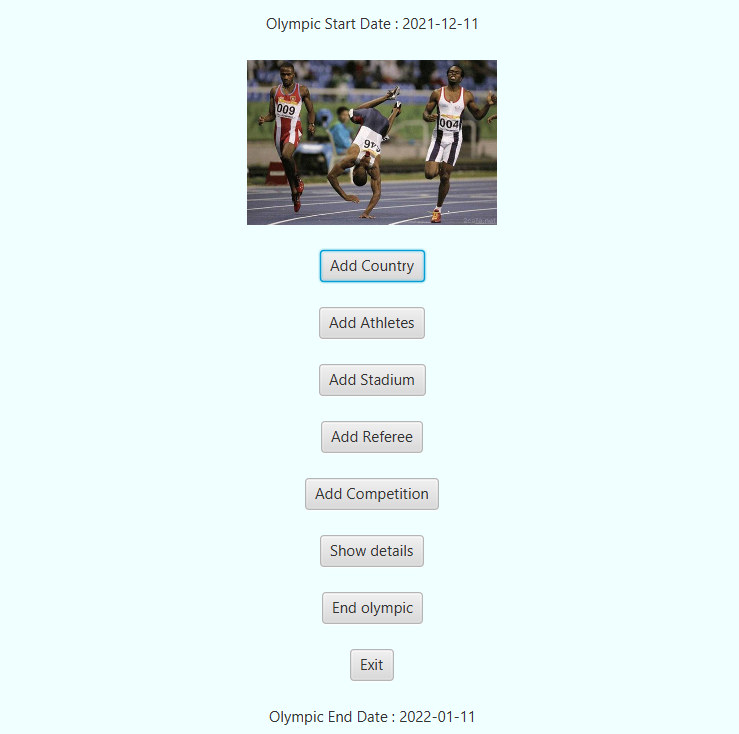 Olympic Start Date : 2021-12-11
009
046
004
Add Country
Add Athletes
Add Stadium
Add Referee
Add Competition
Show details
End olympic
Exit
Olympic End Date : 2022-01-11